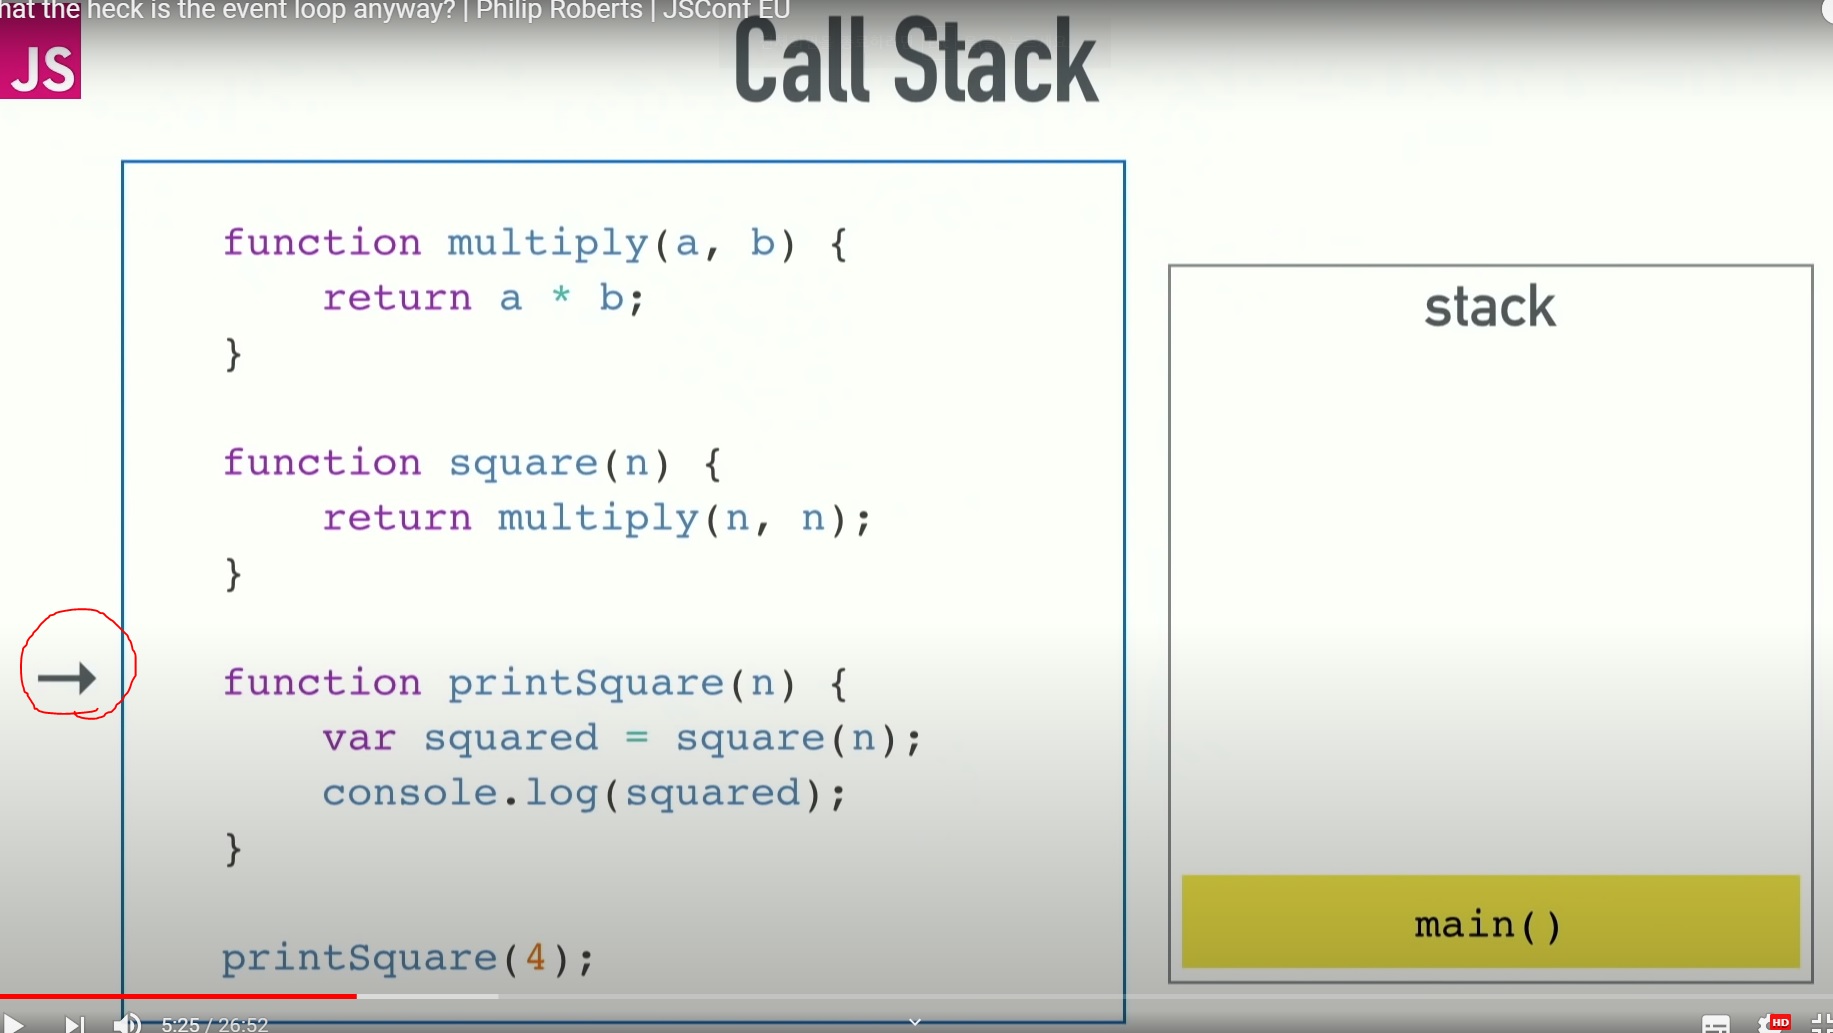 hat the heck is the event loop anyway? | Philip Roberts | JSConf EU
JS
Call Stack
function multiply(a, b) {
    return a * b;
}
function square(n) {
    return multiply(n, n);
}
function printSquare(n) {
    var squared = square(n);
    console.log(squared);
}
printSquare(4);
stack
main()
5:25 / 26:52
HD